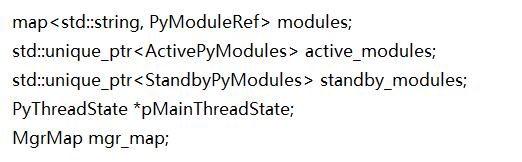 map<std::string, PyModuleRef> modules;
std::unique_ptr<ActivePyModules> active_modules;
std::unique_ptr<StandbyPyModules> standby_modules;
PyThreadState *pMainThreadState;
MgrMap mgr_map;